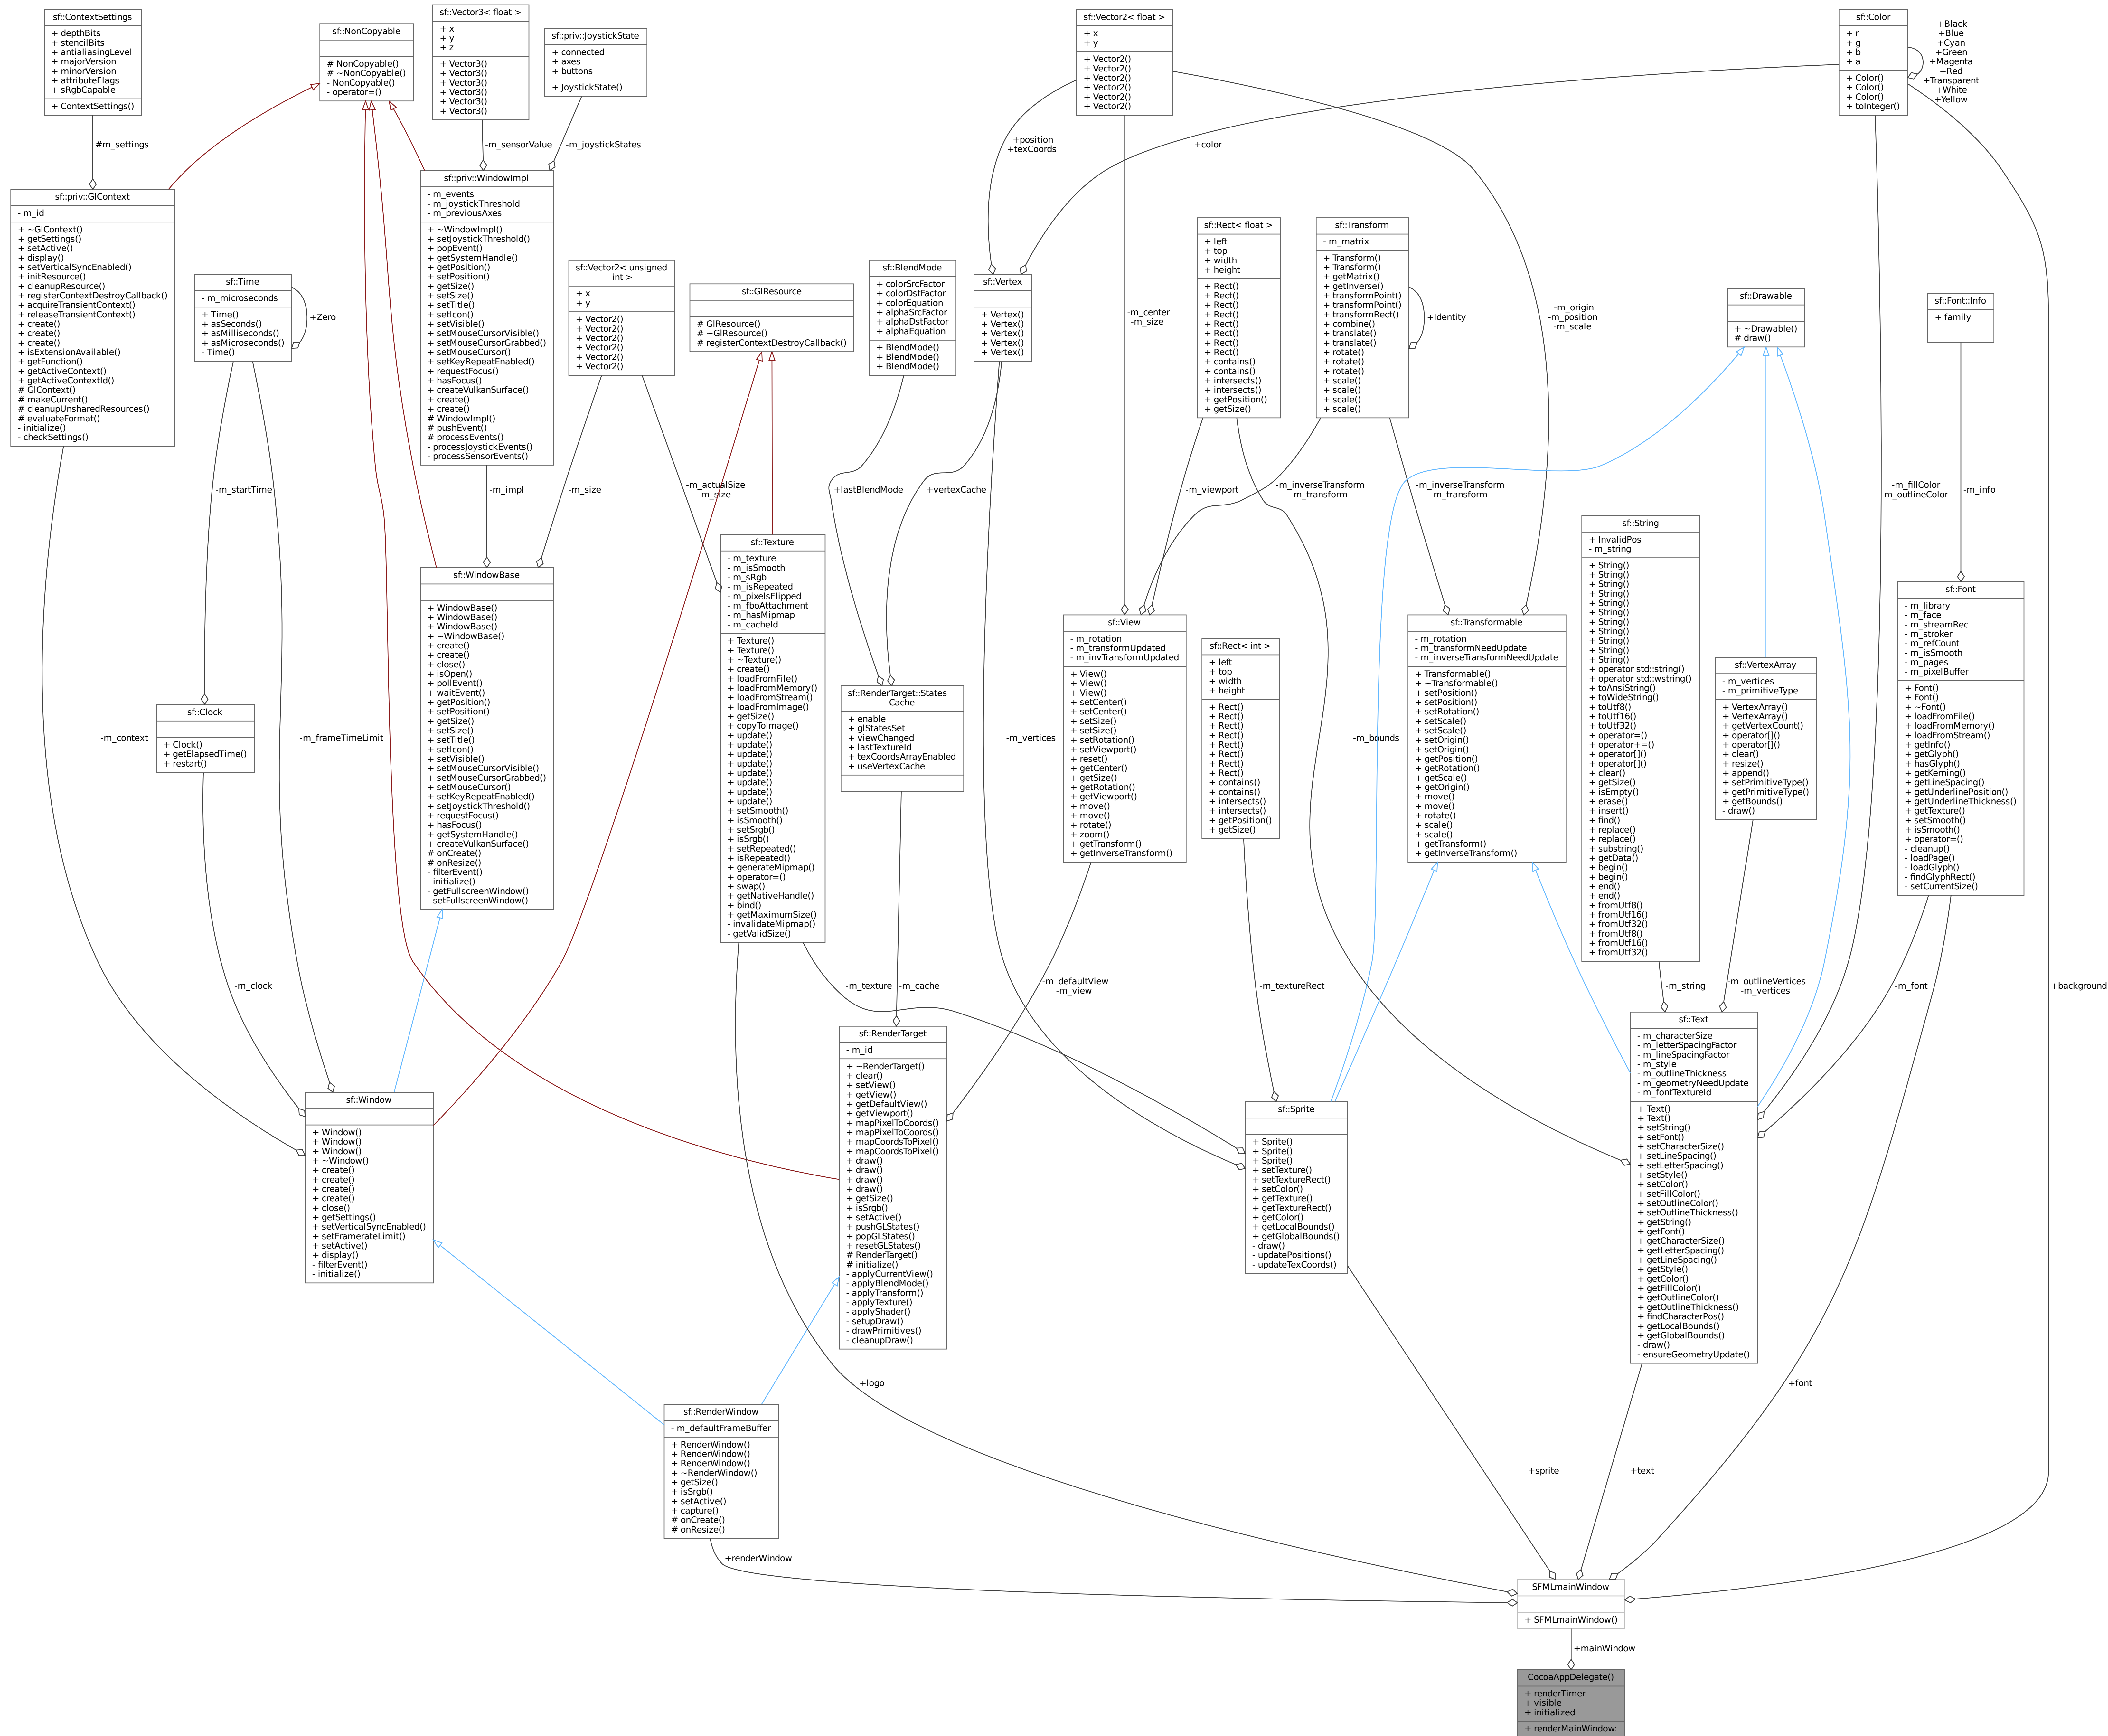 sf::ContextSettings
+ depthBits
+ stencilBits
+ antialiasingLevel
+ majorVersion
+ minorVersion
+ attributeFlags
+ sRgbCapable
+ ContextSettings()
sf::NonCopyable
# NonCopyable()
# ~NonCopyable()
- NonCopyable()
- operator=()
sf::Vector3< float >
+ x
+ y
+ z
+ Vector3()
+ Vector3()
+ Vector3()
+ Vector3()
+ Vector3()
+ Vector3()
sf::priv::JoystickState
+ connected
+ axes
+ buttons
+ JoystickState()
sf::Vector2< float >
+ x
+ y
+ Vector2()
+ Vector2()
+ Vector2()
+ Vector2()
+ Vector2()
+ Vector2()
sf::Color
+ r
+ g
+ b
+ a
+ Color()
+ Color()
+ Color()
+ toInteger()
+Black
+Blue
+Cyan
+Green
+Magenta
+Red
+Transparent
+White
+Yellow
#m_settings
-m_sensorValue
-m_joystickStates
+position
+texCoords
+color
sf::priv::GlContext
- m_id
+ ~GlContext()
+ getSettings()
+ setActive()
+ display()
+ setVerticalSyncEnabled()
+ initResource()
+ cleanupResource()
+ registerContextDestroyCallback()
+ acquireTransientContext()
+ releaseTransientContext()
+ create()
+ create()
+ create()
+ isExtensionAvailable()
+ getFunction()
+ getActiveContext()
+ getActiveContextId()
# GlContext()
# makeCurrent()
# cleanupUnsharedResources()
# evaluateFormat()
- initialize()
- checkSettings()
sf::Time
- m_microseconds
+ Time()
+ asSeconds()
+ asMilliseconds()
+ asMicroseconds()
- Time()
+Zero
sf::priv::WindowImpl
- m_events
- m_joystickThreshold
- m_previousAxes
+ ~WindowImpl()
+ setJoystickThreshold()
+ popEvent()
+ getSystemHandle()
+ getPosition()
+ setPosition()
+ getSize()
+ setSize()
+ setTitle()
+ setIcon()
+ setVisible()
+ setMouseCursorVisible()
+ setMouseCursorGrabbed()
+ setMouseCursor()
+ setKeyRepeatEnabled()
+ requestFocus()
+ hasFocus()
+ createVulkanSurface()
+ create()
+ create()
# WindowImpl()
# pushEvent()
# processEvents()
- processJoystickEvents()
- processSensorEvents()
sf::Vector2< unsigned
int >
+ x
+ y
+ Vector2()
+ Vector2()
+ Vector2()
+ Vector2()
+ Vector2()
+ Vector2()
sf::GlResource
# GlResource()
# ~GlResource()
# registerContextDestroyCallback()
sf::BlendMode
+ colorSrcFactor
+ colorDstFactor
+ colorEquation
+ alphaSrcFactor
+ alphaDstFactor
+ alphaEquation
+ BlendMode()
+ BlendMode()
+ BlendMode()
sf::Vertex
+ Vertex()
+ Vertex()
+ Vertex()
+ Vertex()
+ Vertex()
-m_center
-m_size
sf::Rect< float >
+ left
+ top
+ width
+ height
+ Rect()
+ Rect()
+ Rect()
+ Rect()
+ Rect()
+ Rect()
+ Rect()
+ Rect()
+ contains()
+ contains()
+ intersects()
+ intersects()
+ getPosition()
+ getSize()
sf::Transform
- m_matrix
+ Transform()
+ Transform()
+ getMatrix()
+ getInverse()
+ transformPoint()
+ transformPoint()
+ transformRect()
+ combine()
+ translate()
+ translate()
+ rotate()
+ rotate()
+ rotate()
+ scale()
+ scale()
+ scale()
+ scale()
+Identity
-m_origin
-m_position
-m_scale
sf::Drawable
+ ~Drawable()
# draw()
sf::Font::Info
+ family
-m_startTime
-m_impl
-m_size
-m_actualSize
-m_size
+lastBlendMode
+vertexCache
-m_viewport
-m_inverseTransform
-m_transform
-m_inverseTransform
-m_transform
-m_fillColor
-m_outlineColor
-m_info
sf::WindowBase
+ WindowBase()
+ WindowBase()
+ WindowBase()
+ ~WindowBase()
+ create()
+ create()
+ close()
+ isOpen()
+ pollEvent()
+ waitEvent()
+ getPosition()
+ setPosition()
+ getSize()
+ setSize()
+ setTitle()
+ setIcon()
+ setVisible()
+ setMouseCursorVisible()
+ setMouseCursorGrabbed()
+ setMouseCursor()
+ setKeyRepeatEnabled()
+ setJoystickThreshold()
+ requestFocus()
+ hasFocus()
+ getSystemHandle()
+ createVulkanSurface()
# onCreate()
# onResize()
- filterEvent()
- initialize()
- getFullscreenWindow()
- setFullscreenWindow()
sf::Texture
- m_texture
- m_isSmooth
- m_sRgb
- m_isRepeated
- m_pixelsFlipped
- m_fboAttachment
- m_hasMipmap
- m_cacheId
+ Texture()
+ Texture()
+ ~Texture()
+ create()
+ loadFromFile()
+ loadFromMemory()
+ loadFromStream()
+ loadFromImage()
+ getSize()
+ copyToImage()
+ update()
+ update()
+ update()
+ update()
+ update()
+ update()
+ update()
+ update()
+ setSmooth()
+ isSmooth()
+ setSrgb()
+ isSrgb()
+ setRepeated()
+ isRepeated()
+ generateMipmap()
+ operator=()
+ swap()
+ getNativeHandle()
+ bind()
+ getMaximumSize()
- invalidateMipmap()
- getValidSize()
sf::Clock
+ Clock()
+ getElapsedTime()
+ restart()
-m_context
-m_frameTimeLimit
sf::RenderTarget::States
Cache
+ enable
+ glStatesSet
+ viewChanged
+ lastTextureId
+ texCoordsArrayEnabled
+ useVertexCache
-m_vertices
sf::View
- m_rotation
- m_transformUpdated
- m_invTransformUpdated
+ View()
+ View()
+ View()
+ setCenter()
+ setCenter()
+ setSize()
+ setSize()
+ setRotation()
+ setViewport()
+ reset()
+ getCenter()
+ getSize()
+ getRotation()
+ getViewport()
+ move()
+ move()
+ rotate()
+ zoom()
+ getTransform()
+ getInverseTransform()
sf::Rect< int >
+ left
+ top
+ width
+ height
+ Rect()
+ Rect()
+ Rect()
+ Rect()
+ Rect()
+ Rect()
+ Rect()
+ Rect()
+ contains()
+ contains()
+ intersects()
+ intersects()
+ getPosition()
+ getSize()
-m_bounds
sf::Transformable
- m_rotation
- m_transformNeedUpdate
- m_inverseTransformNeedUpdate
+ Transformable()
+ ~Transformable()
+ setPosition()
+ setPosition()
+ setRotation()
+ setScale()
+ setScale()
+ setOrigin()
+ setOrigin()
+ getPosition()
+ getRotation()
+ getScale()
+ getOrigin()
+ move()
+ move()
+ rotate()
+ scale()
+ scale()
+ getTransform()
+ getInverseTransform()
sf::String
+ InvalidPos
- m_string
+ String()
+ String()
+ String()
+ String()
+ String()
+ String()
+ String()
+ String()
+ String()
+ String()
+ String()
+ operator std::string()
+ operator std::wstring()
+ toAnsiString()
+ toWideString()
+ toUtf8()
+ toUtf16()
+ toUtf32()
+ operator=()
+ operator+=()
+ operator[]()
+ operator[]()
+ clear()
+ getSize()
+ isEmpty()
+ erase()
+ insert()
+ find()
+ replace()
+ replace()
+ substring()
+ getData()
+ begin()
+ begin()
+ end()
+ end()
+ fromUtf8()
+ fromUtf16()
+ fromUtf32()
+ fromUtf8()
+ fromUtf16()
+ fromUtf32()
sf::VertexArray
- m_vertices
- m_primitiveType
+ VertexArray()
+ VertexArray()
+ getVertexCount()
+ operator[]()
+ operator[]()
+ clear()
+ resize()
+ append()
+ setPrimitiveType()
+ getPrimitiveType()
+ getBounds()
- draw()
sf::Font
- m_library
- m_face
- m_streamRec
- m_stroker
- m_refCount
- m_isSmooth
- m_pages
- m_pixelBuffer
+ Font()
+ Font()
+ ~Font()
+ loadFromFile()
+ loadFromMemory()
+ loadFromStream()
+ getInfo()
+ getGlyph()
+ hasGlyph()
+ getKerning()
+ getLineSpacing()
+ getUnderlinePosition()
+ getUnderlineThickness()
+ getTexture()
+ setSmooth()
+ isSmooth()
+ operator=()
- cleanup()
- loadPage()
- loadGlyph()
- findGlyphRect()
- setCurrentSize()
-m_clock
-m_texture
-m_cache
-m_defaultView
-m_view
-m_textureRect
-m_string
-m_outlineVertices
-m_vertices
-m_font
+background
sf::Window
+ Window()
+ Window()
+ Window()
+ ~Window()
+ create()
+ create()
+ create()
+ create()
+ close()
+ getSettings()
+ setVerticalSyncEnabled()
+ setFramerateLimit()
+ setActive()
+ display()
- filterEvent()
- initialize()
sf::RenderTarget
- m_id
+ ~RenderTarget()
+ clear()
+ setView()
+ getView()
+ getDefaultView()
+ getViewport()
+ mapPixelToCoords()
+ mapPixelToCoords()
+ mapCoordsToPixel()
+ mapCoordsToPixel()
+ draw()
+ draw()
+ draw()
+ draw()
+ getSize()
+ isSrgb()
+ setActive()
+ pushGLStates()
+ popGLStates()
+ resetGLStates()
# RenderTarget()
# initialize()
- applyCurrentView()
- applyBlendMode()
- applyTransform()
- applyTexture()
- applyShader()
- setupDraw()
- drawPrimitives()
- cleanupDraw()
sf::Sprite
+ Sprite()
+ Sprite()
+ Sprite()
+ setTexture()
+ setTextureRect()
+ setColor()
+ getTexture()
+ getTextureRect()
+ getColor()
+ getLocalBounds()
+ getGlobalBounds()
- draw()
- updatePositions()
- updateTexCoords()
sf::Text
- m_characterSize
- m_letterSpacingFactor
- m_lineSpacingFactor
- m_style
- m_outlineThickness
- m_geometryNeedUpdate
- m_fontTextureId
+ Text()
+ Text()
+ setString()
+ setFont()
+ setCharacterSize()
+ setLineSpacing()
+ setLetterSpacing()
+ setStyle()
+ setColor()
+ setFillColor()
+ setOutlineColor()
+ setOutlineThickness()
+ getString()
+ getFont()
+ getCharacterSize()
+ getLetterSpacing()
+ getLineSpacing()
+ getStyle()
+ getColor()
+ getFillColor()
+ getOutlineColor()
+ getOutlineThickness()
+ findCharacterPos()
+ getLocalBounds()
+ getGlobalBounds()
- draw()
- ensureGeometryUpdate()
+logo
+font
sf::RenderWindow
- m_defaultFrameBuffer
+ RenderWindow()
+ RenderWindow()
+ RenderWindow()
+ ~RenderWindow()
+ getSize()
+ isSrgb()
+ setActive()
+ capture()
# onCreate()
# onResize()
+sprite
+text
+renderWindow
SFMLmainWindow
+ SFMLmainWindow()
+mainWindow
CocoaAppDelegate()
+ renderTimer
+ visible
+ initialized
+ renderMainWindow: